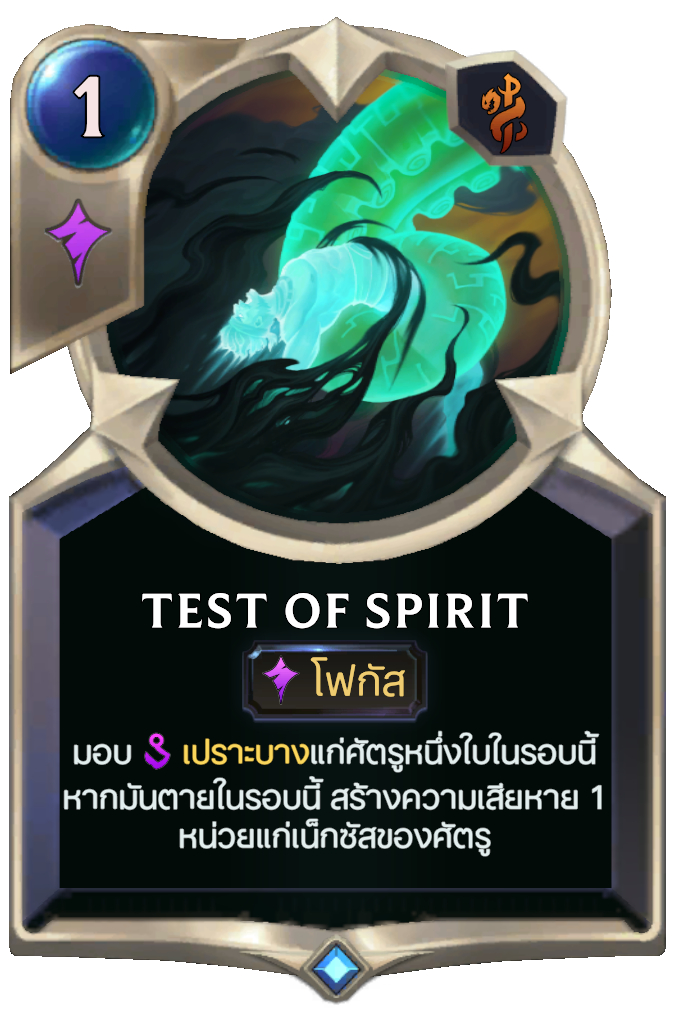 1
TEST OF SPIRIT
โฟกัส
มอบ เปราะบางแก่ศัตรูหนึ่งใบในรอบนี้
หากมันตายในรอบนี้ สร้างความเสียหาย 1
หน่วยแก่เน็กซัสของศัตรู